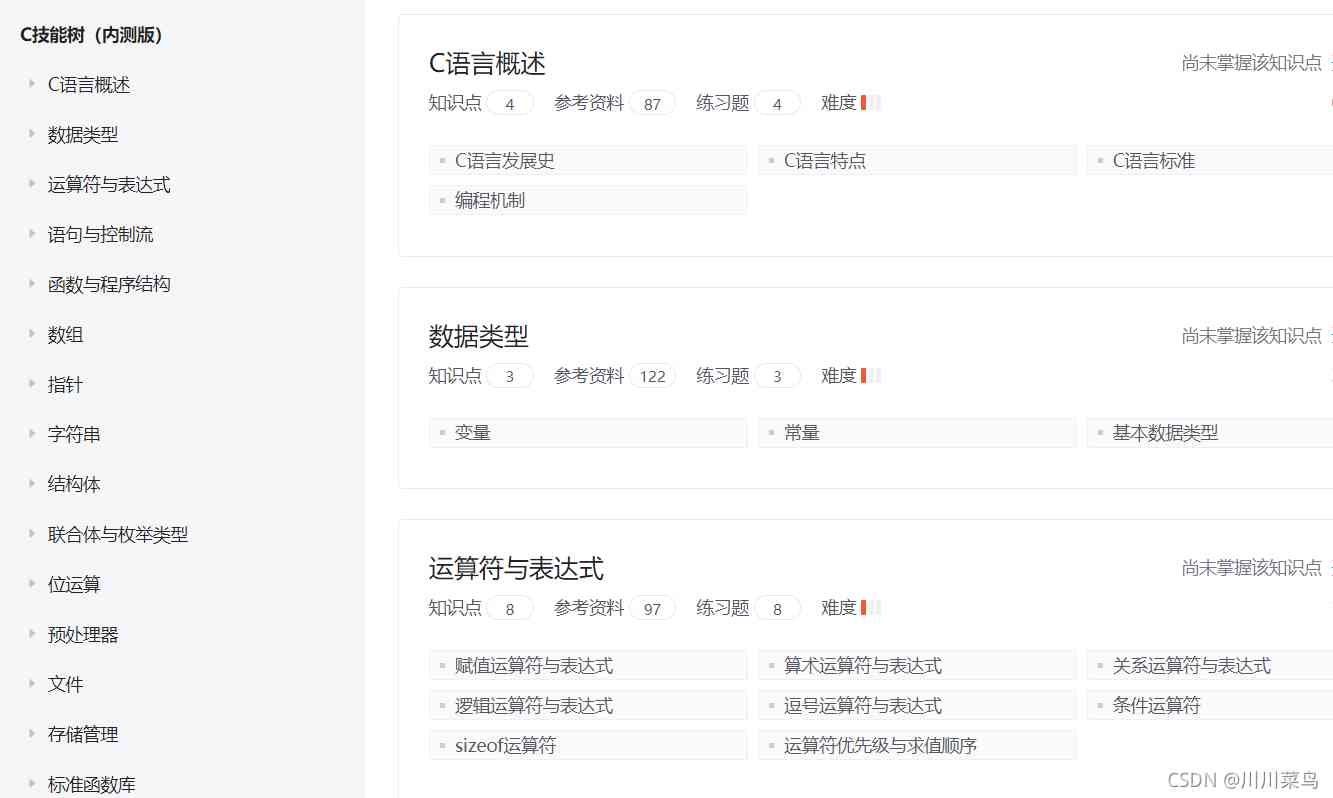 C技能树（内测版）
C语言概述
数据类型
运算符与表达式
语句与控制流
函数与程序结构
数组
指针
字符串
结构体
联合体与枚举类型
位运算
预处理器
文件
存储管理
标准函数库
C语言概述
尚未掌握该知识点
知识点 4 参考资料 87 练习题 4 难度
C语言发展史 C语言特点 C语言标准
编程机制
数据类型
尚未掌握该知识点
知识点 3 参考资料 122 练习题 3 难度
变量 常量 基本数据类型
运算符与表达式
尚未掌握该知识点
知识点 8 参考资料 97 练习题 8 难度
赋值运算符与表达式 算术运算符与表达式 关系运算符与表达式
逻辑运算符与表达式 逗号运算符与表达式 条件运算符
sizeof运算符 运算符优先级与求值顺序
CSDN @川川菜鸟